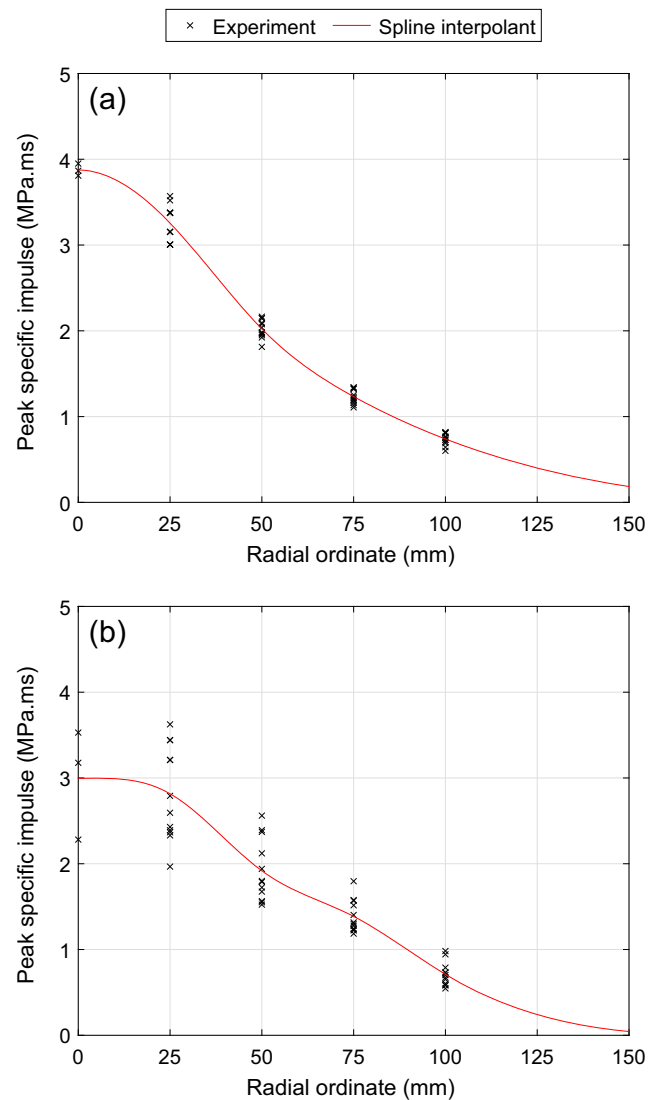 Experiment Spline interpolant
(a)
5
4
3
2
1
0
Peak specific impulse (MPa.ms)
0 25 50 75 100 125 150
Radial ordinate (mm)
(b)
5
4
3
2
1
0
Peak specific impulse (MPa.ms)
0 25 50 75 100 125 150
Radial ordinate (mm)